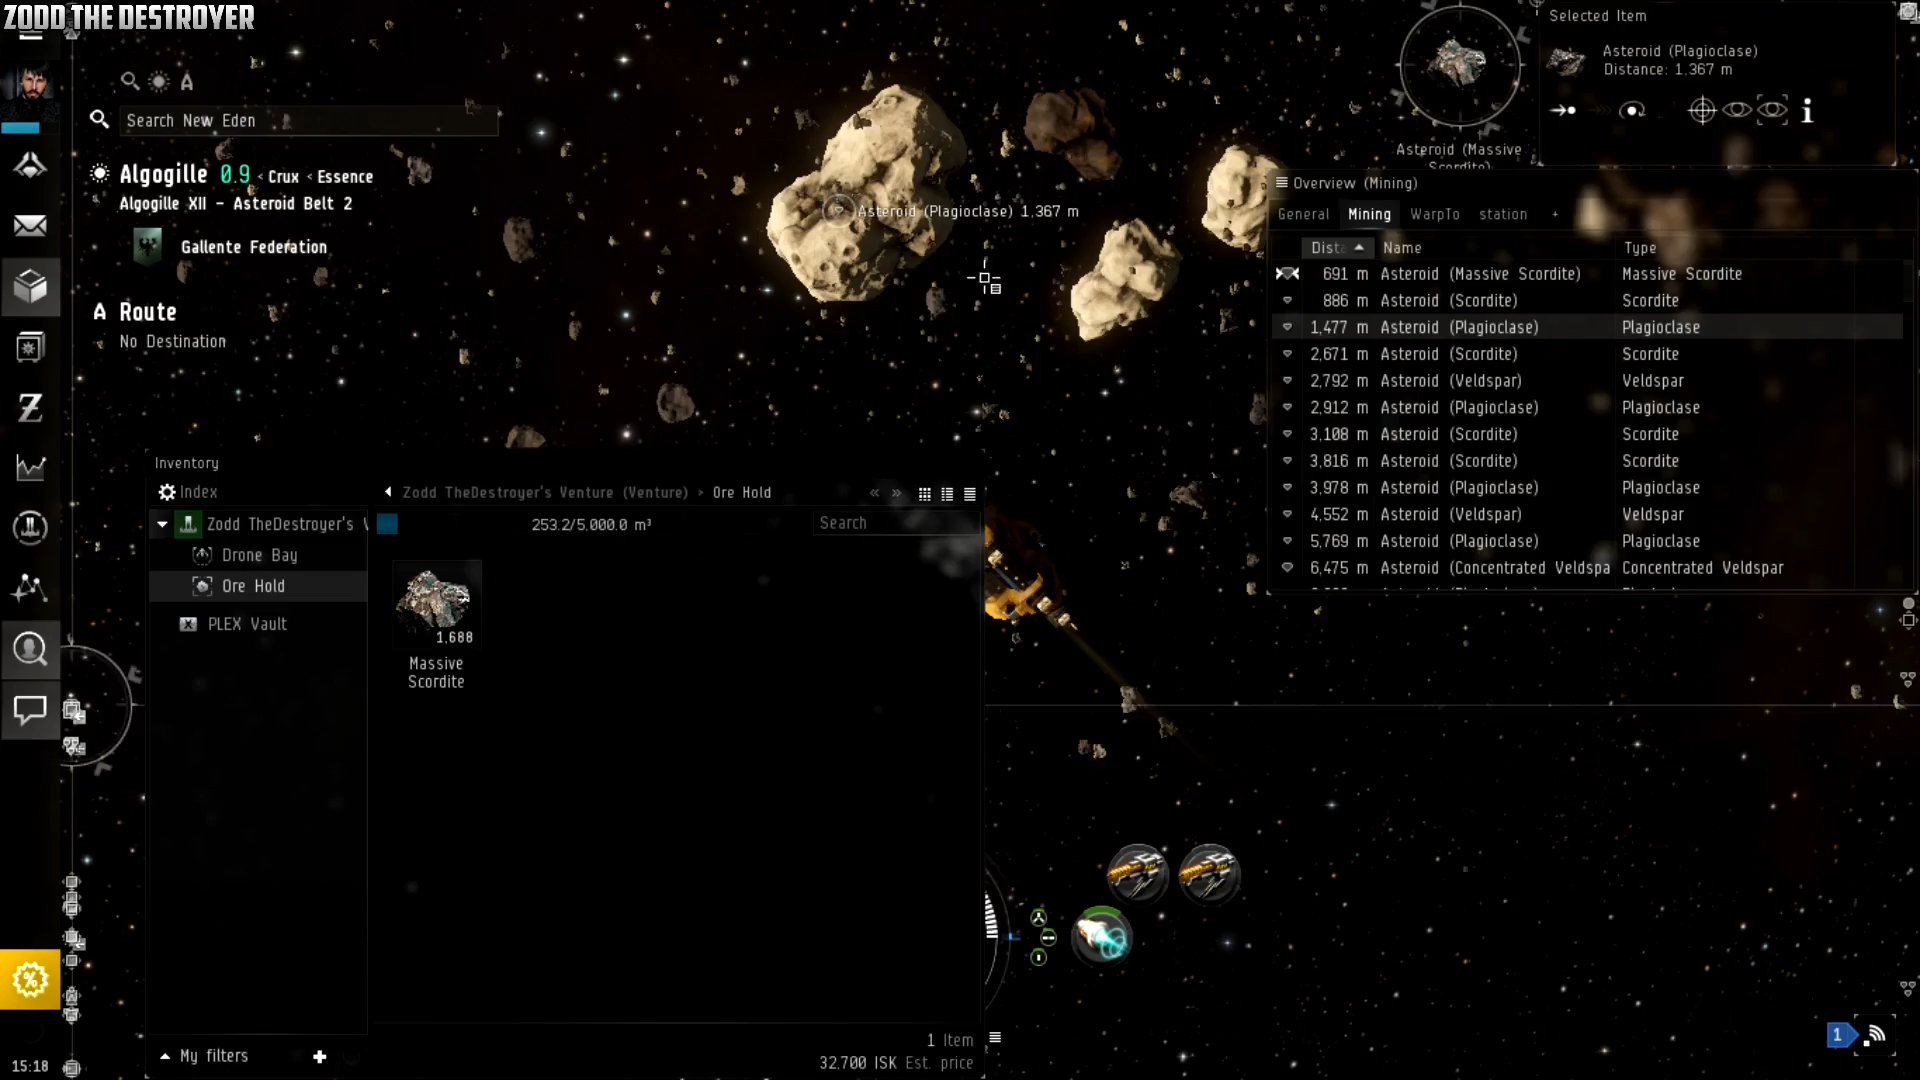 ZODD THE DESTROYER
Search New Eden
Algogille 0.9 < Crux < Essence
Algogille XII - Asteroid Belt 2
Gallente Federation
Route
No Destination
Asteroid (Plagioclase) 1,367 m
Asteroid (Massive
Scordite)
Selected Item
Asteroid (Plagioclase)
Distance: 1.367 m
Overview (Mining)
General Mining WarpTo station +
Dista Name Type
691 m Asteroid (Massive Scordite) Massive Scordite
886 m Asteroid (Scordite) Scordite
1,477 m Asteroid (Plagioclase) Plagioclase
2,671 m Asteroid (Scordite) Scordite
2,792 m Asteroid (Veldspar) Veldspar
2,912 m Asteroid (Plagioclase) Plagioclase
3,108 m Asteroid (Scordite) Scordite
3,816 m Asteroid (Scordite) Scordite
3,978 m Asteroid (Plagioclase) Plagioclase
4,552 m Asteroid (Veldspar) Veldspar
5,769 m Asteroid (Plagioclase) Plagioclase
6,475 m Asteroid (Concentrated Veldspa Concentrated Veldspar
Inventory
Index
Zodd TheDestroyer's Venture (Venture) > Ore Hold
Zodd TheDestroyer's V
253.2/5,000.0 m³
Search
Drone Bay
Ore Hold
PLEX Vault
1,688
Massive
Scordite
My filters +
1 Item
32,700 ISK Est. price
15:18
1